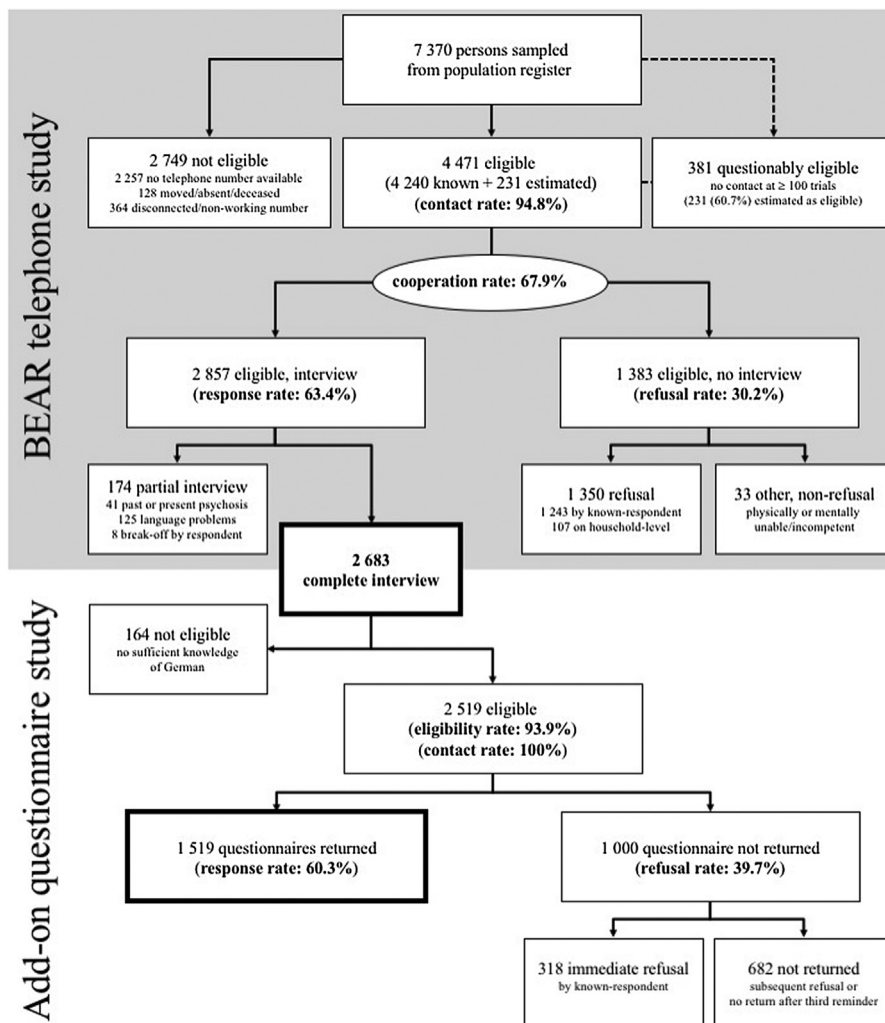 BEAR telephone study
7 370 persons sampled
from population register
2 749 not eligible
2 257 no telephone number available
128 moved/absent/deceased
364 disconnected/non-working number
4 471 eligible
(4 240 known + 231 estimated)
(contact rate: 94.8%)
381 questionably eligible
no contact at ≥ 100 trials
(231 (60.7%) estimated as eligible)
cooperation rate: 67.9%
2 857 eligible, interview
(response rate: 63.4%)
1 383 eligible, no interview
(refusal rate: 30.2%)
174 partial interview
41 past or present psychosis
125 language problems
8 break-off by respondent
2 683
complete interview
1 350 refusal
1 243 by known-respondent
107 on household-level
33 other, non-refusal
physically or mentally
unable/incompetent
Add-on questionnaire study
164 not eligible
no sufficient knowledge
of German
2 519 eligible
(eligibility rate: 93.9%)
(contact rate: 100%)
1 519 questionnaires returned
(response rate: 60.3%)
1 000 questionnaire not returned
(refusal rate: 39.7%)
318 immediate refusal
by known-respondent
682 not returned
subsequent refusal or
no return after third reminder